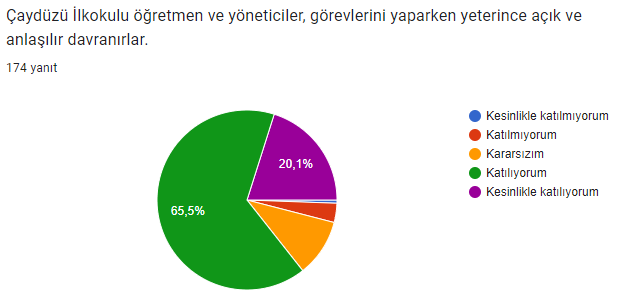 Çaydüzü İlkokulu öğretmen ve yöneticiler, görevlerini yaparken yeterince açık ve
anlaşılır davranırlar.
174 yanıt
20,1%
65,5%
Kesinlikle katılmıyorum
Katılmıyorum
Kararsızım
Katılıyorum
Kesinlikle katılıyorum